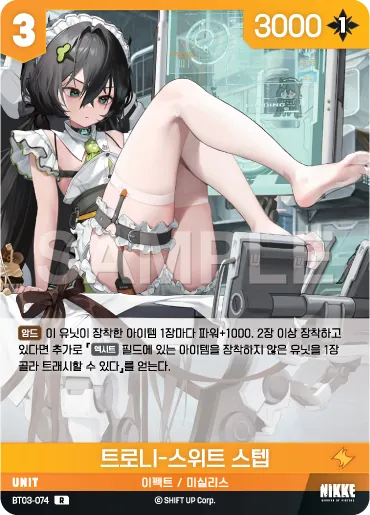 3
3000
1
SAMPLE
암드 이 유닛이 장착한 아이템 1장마다 파워+1000. 2장 이상 장착하고
있다면 추가로 「엑시트 필드에 있는 아이템을 장착하지 않은 유닛을 1장
골라 트래시할 수 있다」를 얻는다.
트로니-스위트 스텝
UNIT
이팩트 / 미실리스
NIKKE
GODDESS OF VICTORY
BT03-074 R
© SHIFT UP Corp.